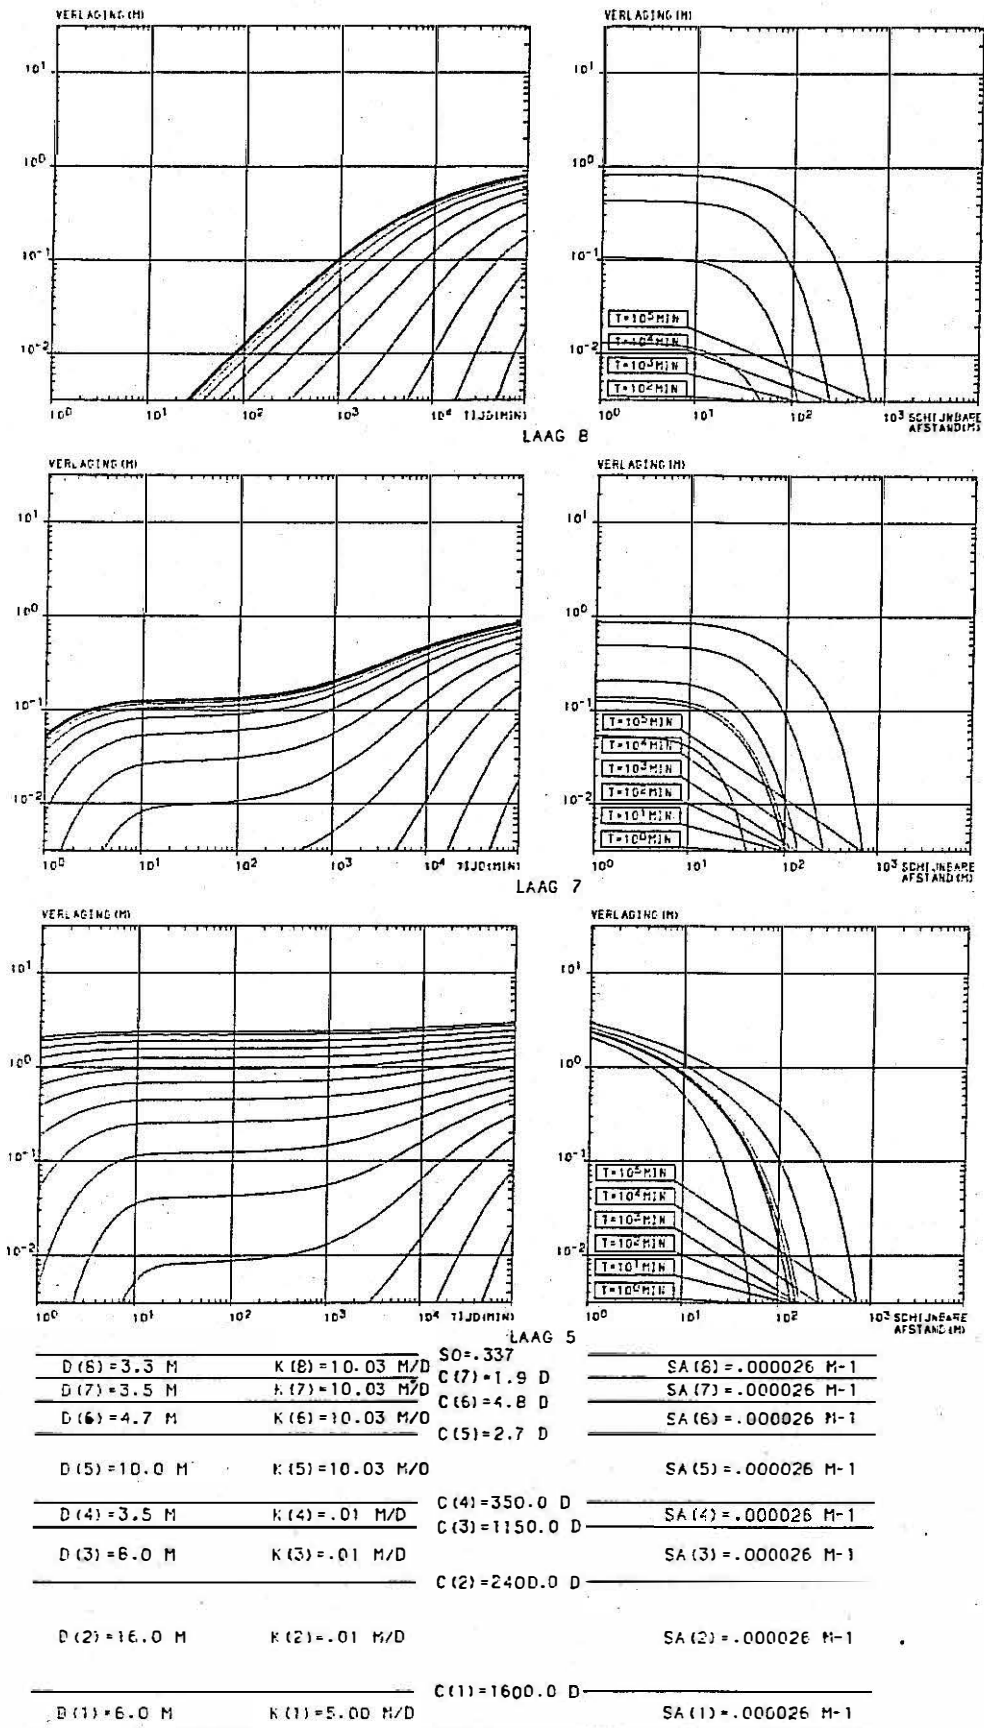 VERLAGING(M) VERLAGING(M)
10¹ 10¹
10⁰ 10⁰
10⁻¹ 10⁻¹
T=10⁵MIN
T=10⁴MIN
10⁻² 10⁻²
T=10³MIN
T=10²MIN
10⁰ 10¹ 10² 10³ 10⁴ TIJD(MIN) 10⁰ 10¹ 10² 10³ SCHIJNBARE
AFSTAND(M)
LAAG 8
VERLAGING(M) VERLAGING(M)
10¹ 10¹
10⁰ 10⁰
10⁻¹ 10⁻¹
T=10⁵MIN
T=10⁴MIN
T=10³MIN
10⁻² 10⁻²
T=10²MIN
T=10¹MIN
T=10⁰MIN
10⁰ 10¹ 10² 10³ 10⁴ TIJD(MIN) 10⁰ 10¹ 10² 10³ SCHIJNBARE
AFSTAND(M)
LAAG 7
VERLAGING(M) VERLAGING(M)
10¹ 10¹
10⁰ 10⁰
10⁻¹ 10⁻¹
T=10⁵MIN
T=10⁴MIN
T=10³MIN
T=10²MIN
10⁻² 10⁻²
T=10¹MIN
T=10⁰MIN
10⁰ 10¹ 10² 10³ 10⁴ TIJD(MIN) 10⁰ 10¹ 10² 10³ SCHIJNBARE
AFSTAND(M)
LAAG 5
S0=.337
D(8)=3.3 M K(8)=10.03 M/D SA(8)=.000026 M-1
C(7)=1.9 D
D(7)=3.5 M K(7)=10.03 M/D SA(7)=.000026 M-1
C(6)=4.8 D
D(6)=4.7 M K(6)=10.03 M/D SA(6)=.000026 M-1
C(5)=2.7 D
D(5)=10.0 M K(5)=10.03 M/D SA(5)=.000026 M-1
C(4)=350.0 D
D(4)=3.5 M K(4)=.01 M/D SA(4)=.000026 M-1
C(3)=1150.0 D
D(3)=8.0 M K(3)=.01 M/D SA(3)=.000026 M-1
C(2)=2400.0 D
D(2)=16.0 M K(2)=.01 M/D SA(2)=.000026 M-1
C(1)=1600.0 D
D(1)=6.0 M K(1)=5.00 M/D SA(1)=.000026 M-1